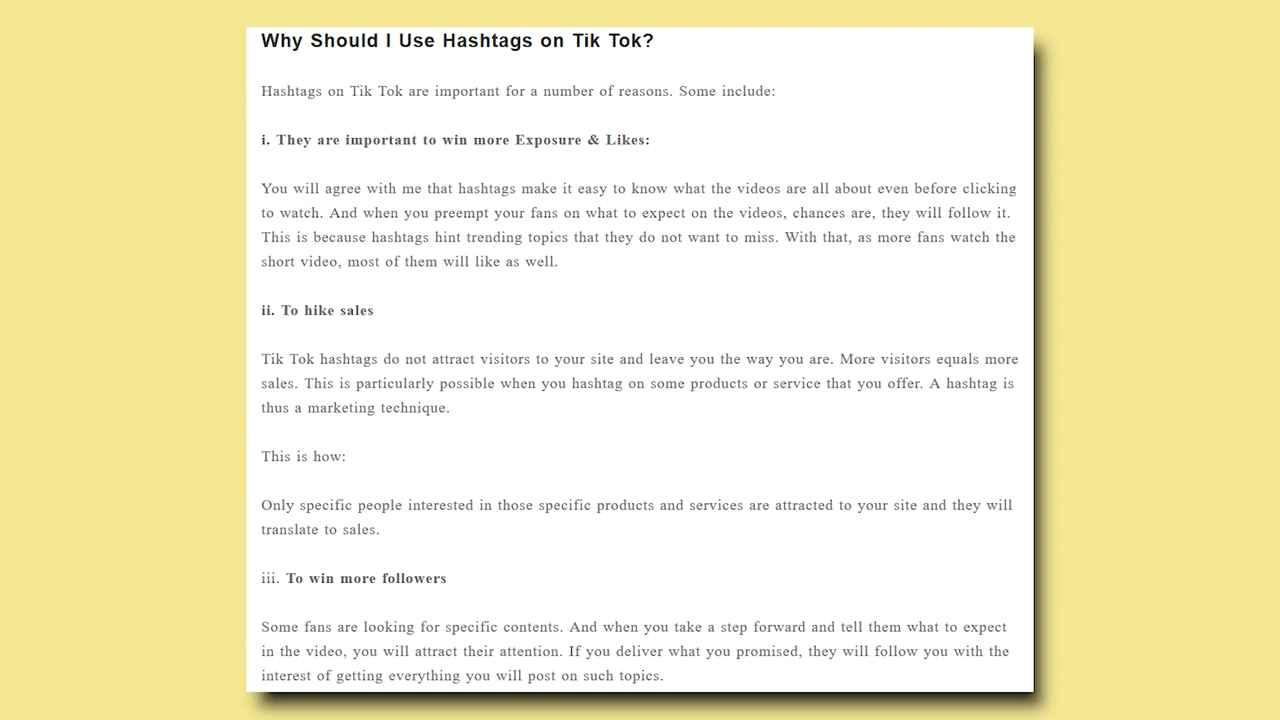 Why Should I Use Hashtags on Tik Tok?
Hashtags on Tik Tok are important for a number of reasons. Some include:
i. They are important to win more Exposure & Likes:
You will agree with me that hashtags make it easy to know what the videos are all about even before clicking
to watch. And when you preempt your fans on what to expect on the videos, chances are, they will follow it.
This is because hashtags hint trending topics that they do not want to miss. With that, as more fans watch the
short video, most of them will like as well.
ii. To hike sales
Tik Tok hashtags do not attract visitors to your site and leave you the way you are. More visitors equals more
sales. This is particularly possible when you hashtag on some products or service that you offer. A hashtag is
thus a marketing technique.
This is how:
Only specific people interested in those specific products and services are attracted to your site and they will
translate to sales.
iii. To win more followers
Some fans are looking for specific contents. And when you take a step forward and tell them what to expect
in the video, you will attract their attention. If you deliver what you promised, they will follow you with the
interest of getting everything you will post on such topics.